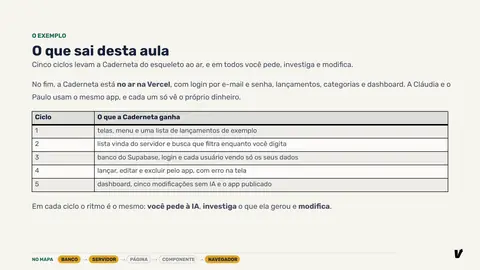 O EXEMPLO
O que sai desta aula
Cinco ciclos levam a Caderneta do esqueleto ao ar, e em todos você pede, investiga e modifica.
No fim, a Caderneta está no ar na Vercel, com login por e-mail e senha, lançamentos, categorias e dashboard. A Cláudia e o
Paulo usam o mesmo app, e cada um só vê o próprio dinheiro.
Ciclo O que a Caderneta ganha
1 telas, menu e uma lista de lançamentos de exemplo
2 lista vinda do servidor e busca que filtra enquanto você digita
3 banco do Supabase, login e cada usuário vendo só os seus dados
4 lançar, editar e excluir pelo app, com erro na tela
5 dashboard, cinco modificações sem IA e o app publicado
Em cada ciclo o ritmo é o mesmo: você pede à IA, investiga o que ela gerou e modifica.
NO MAPA BANCO → SERVIDOR → PÁGINA → COMPONENTE → NAVEGADOR